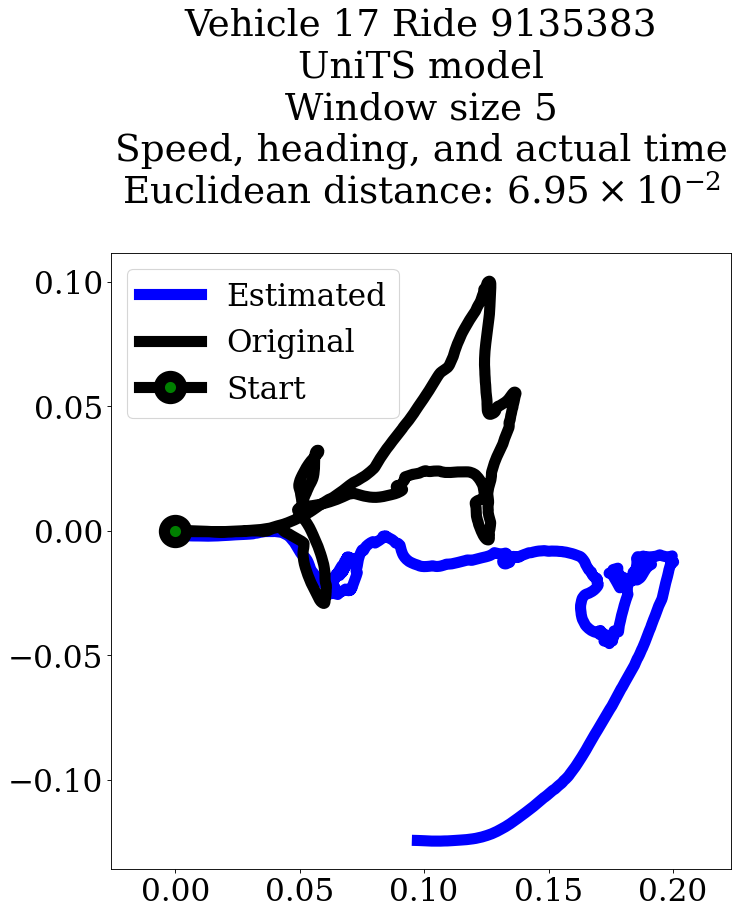 Vehicle 17 Ride 9135383
UniTS model
Window size 5
Speed, heading, and actual time
Euclidean distance: 6.95 × 10⁻²
Estimated
Original
Start
0.10
0.05
0.00
−0.05
−0.10
0.00 0.05 0.10 0.15 0.20